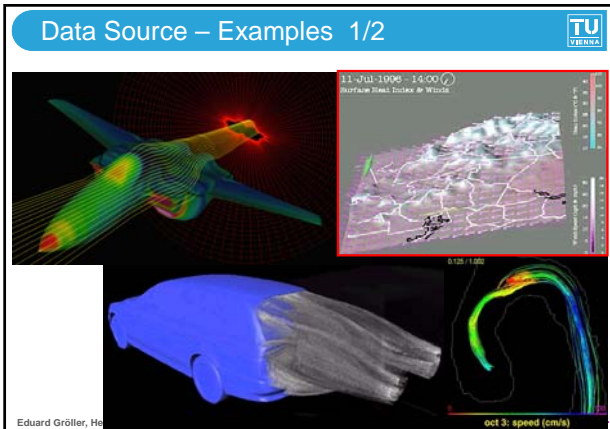 Data Source – Examples 1/2
TU
VIENNA
11-Jul-1996 - 14:00
Surface Heat Index & Winds
0.125 / 1.002
Eduard Gröller, He
oct 3: speed (cm/s)